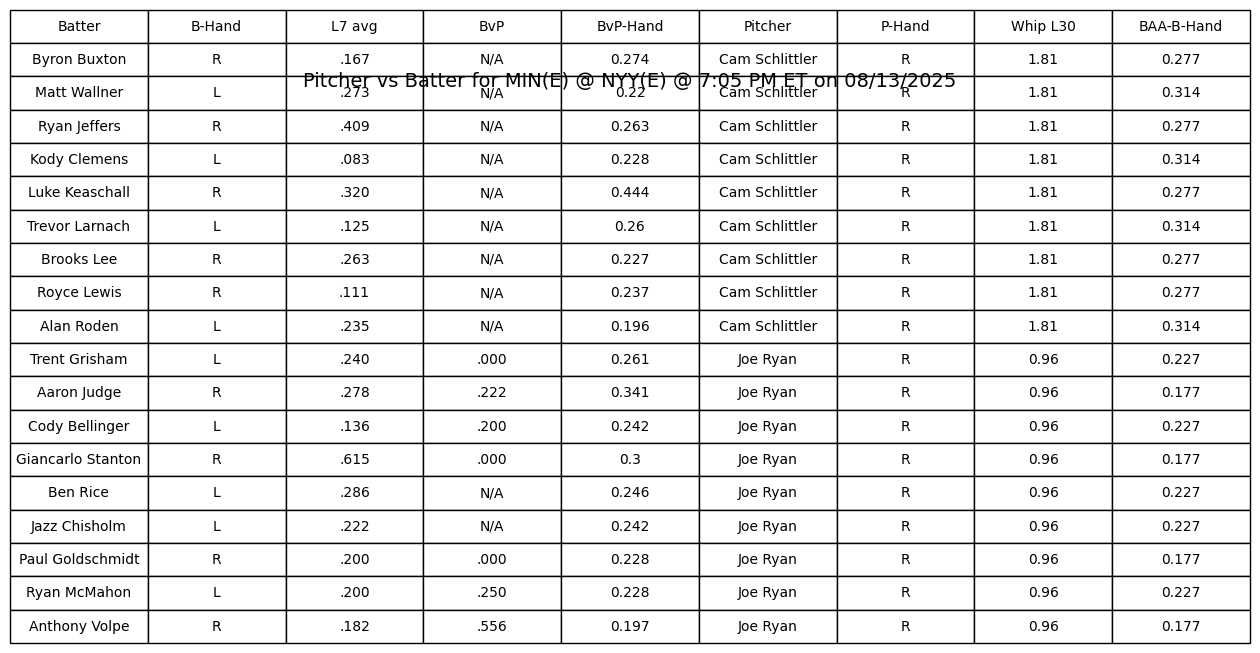 Batter B-Hand L7 avg BvP BvP-Hand Pitcher P-Hand Whip L30 BAA-B-Hand
Byron Buxton R .167 N/A 0.274 Cam Schlittler R 1.81 0.277
Pitcher vs Batter for MIN(E) @ NYY(E) @ 7:05 PM ET on 08/13/2025
Matt Wallner L .273 N/A 0.22 Cam Schlittler R 1.81 0.314
Ryan Jeffers R .409 N/A 0.263 Cam Schlittler R 1.81 0.277
Kody Clemens L .083 N/A 0.228 Cam Schlittler R 1.81 0.314
Luke Keaschall R .320 N/A 0.444 Cam Schlittler R 1.81 0.277
Trevor Larnach L .125 N/A 0.26 Cam Schlittler R 1.81 0.314
Brooks Lee R .263 N/A 0.227 Cam Schlittler R 1.81 0.277
Royce Lewis R .111 N/A 0.237 Cam Schlittler R 1.81 0.277
Alan Roden L .235 N/A 0.196 Cam Schlittler R 1.81 0.314
Trent Grisham L .240 .000 0.261 Joe Ryan R 0.96 0.227
Aaron Judge R .278 .222 0.341 Joe Ryan R 0.96 0.177
Cody Bellinger L .136 .200 0.242 Joe Ryan R 0.96 0.227
Giancarlo Stanton R .615 .000 0.3 Joe Ryan R 0.96 0.177
Ben Rice L .286 N/A 0.246 Joe Ryan R 0.96 0.227
Jazz Chisholm L .222 N/A 0.242 Joe Ryan R 0.96 0.227
Paul Goldschmidt R .200 .000 0.228 Joe Ryan R 0.96 0.177
Ryan McMahon L .200 .250 0.228 Joe Ryan R 0.96 0.227
Anthony Volpe R .182 .556 0.197 Joe Ryan R 0.96 0.177